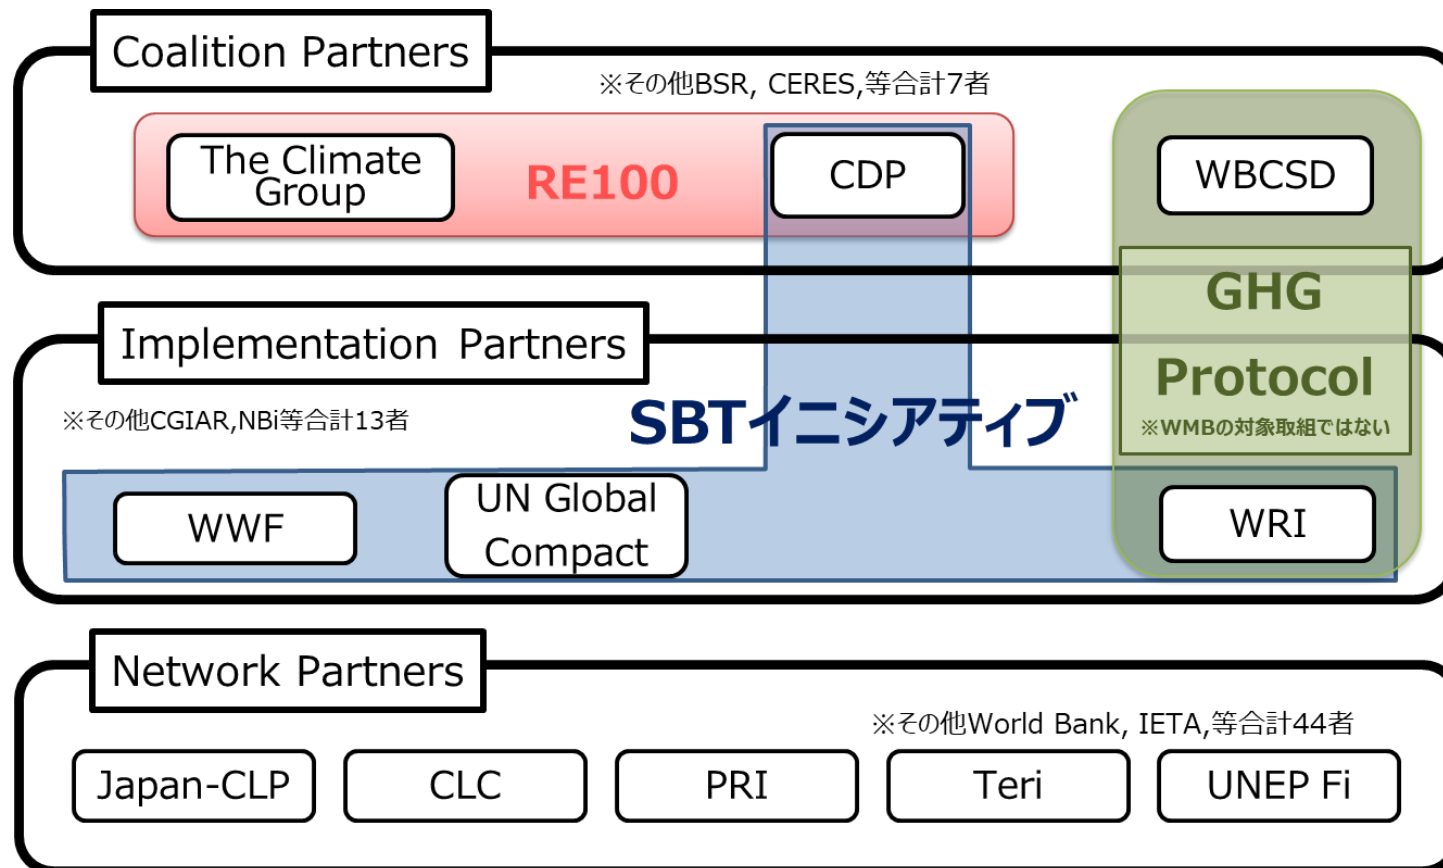 Coalition Partners
※その他BSR, CERES,等合計7者
The Climate
Group
RE100
CDP
WBCSD
GHG
Protocol
※WMBの対象取組ではない
Implementation Partners
※その他CGIAR,NBi等合計13者
SBTイニシアティブ
WWF
UN Global
Compact
WRI
Network Partners
※その他World Bank, IETA,等合計44者
Japan-CLP
CLC
PRI
Teri
UNEP Fi